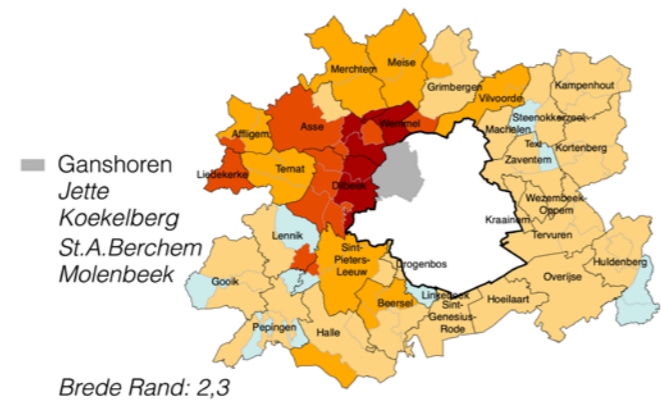 Merchtem
Meise
Grimbergen
Kampenhout
Vilvoorde
Steenokkerzeel
Asse
Wemmel
Machelen
Affligem
Text
Kortenberg
Zaventem
Ganshoren
Liedekerke
Ternat
Dilbeek
Jette
Koekelberg
Wezembeek-
Oppem
Kraainem
St.A.Berchem
Lennik
Tervuren
Sint-
Pieters-
Leeuw
Molenbeek
Drogenbos
Huldenberg
Overijse
Gooik
Linkebeek
Hoeilaart
Beersel
Sint-
Genesius-
Rode
Pepingen
Halle
Brede Rand: 2,3